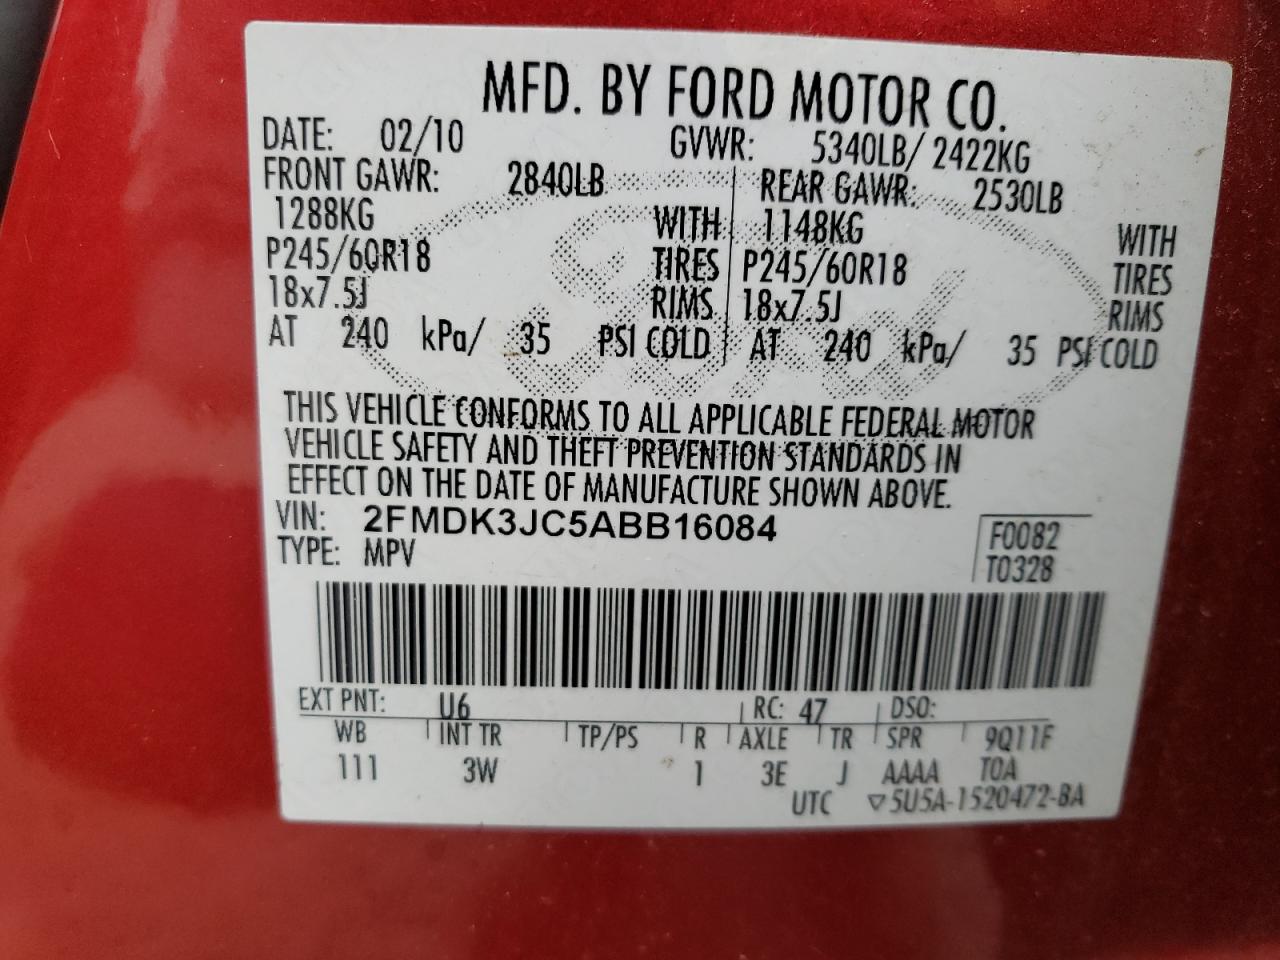 MFD. BY FORD MOTOR CO.
DATE: 02/10 GVWR: 5340LB/ 2422KG
FRONT GAWR: 2840LB REAR GAWR: 2530LB
1288KG WITH 1148KG WITH
P245/60R18 TIRES P245/60R18 TIRES
18x7.5J RIMS 18x7.5J RIMS
AT 240 kPa/ 35 PSI COLD AT 240 kPa/ 35 PSI COLD
THIS VEHICLE CONFORMS TO ALL APPLICABLE FEDERAL MOTOR
VEHICLE SAFETY AND THEFT PREVENTION STANDARDS IN
EFFECT ON THE DATE OF MANUFACTURE SHOWN ABOVE.
VIN: 2FMDK3JC5ABB16084 F0082
TYPE: MPV T0328
EXT PNT: U6 RC: 47 DSO:
WB INT TR TP/PS R AXLE TR SPR 9Q11F
111 3W 1 3E J AAAA TOA
UTC ▽5U5A-1520472-BA
Ford